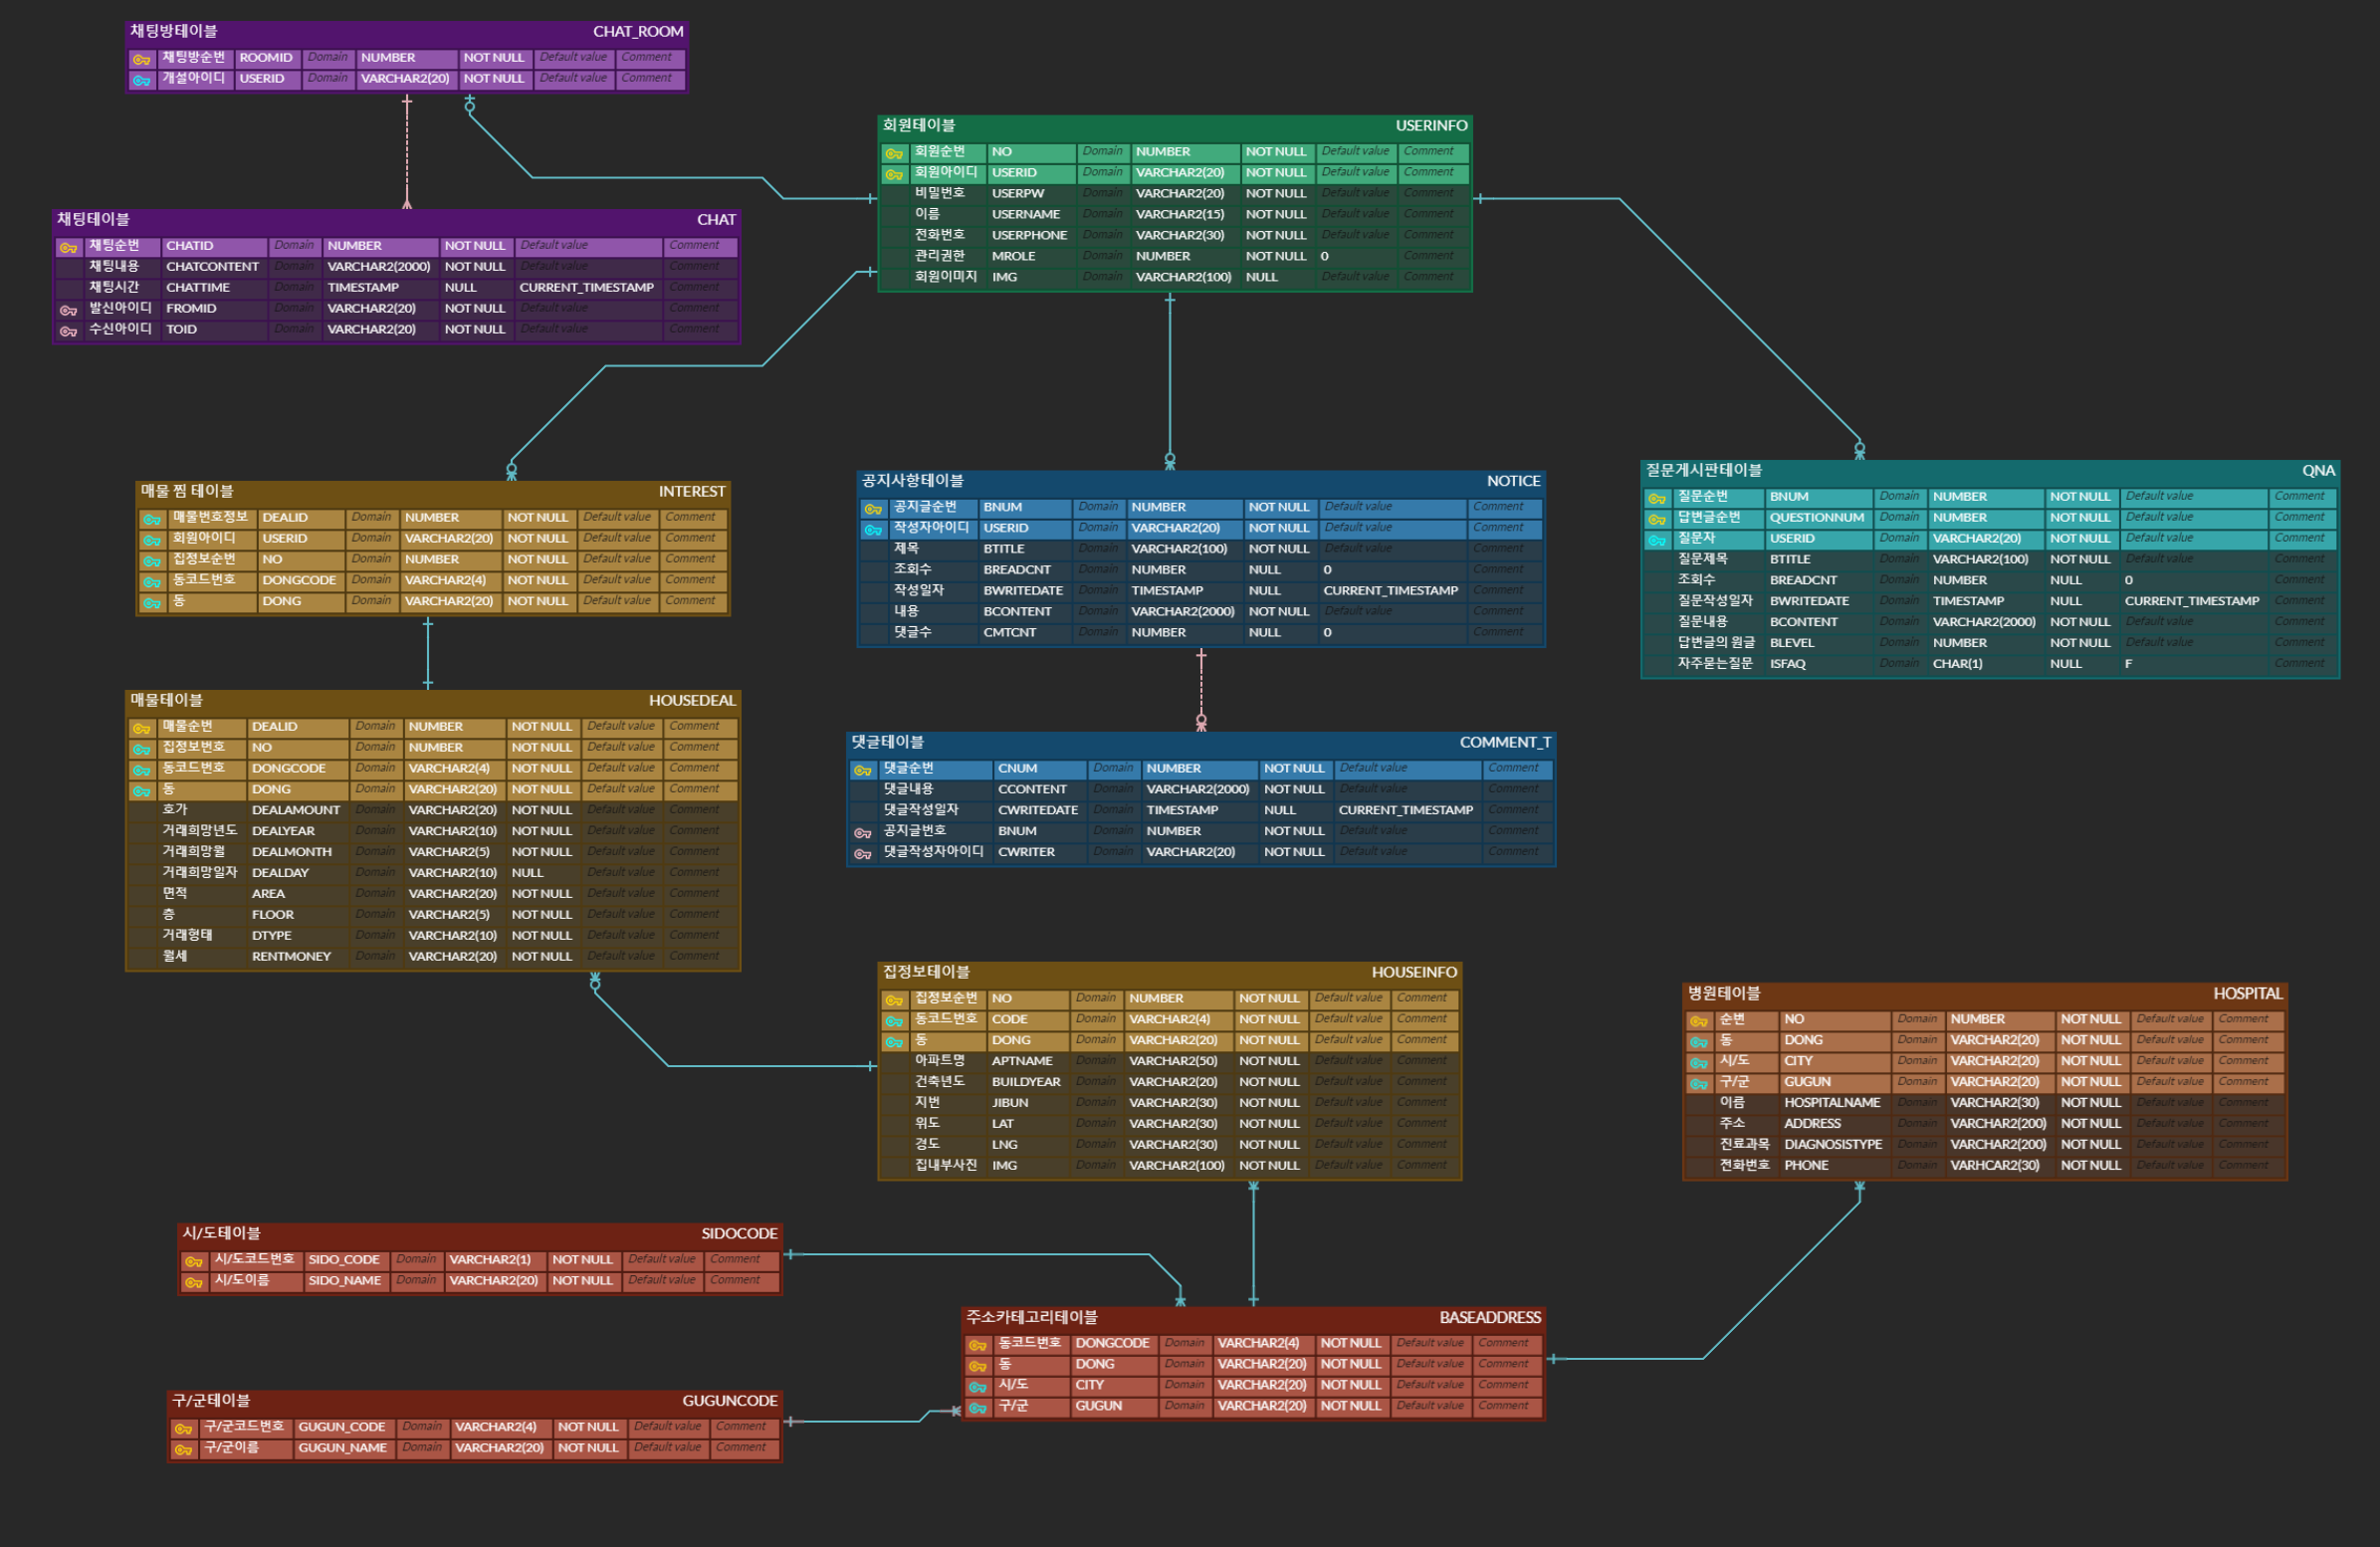 채팅방테이블 CHAT_ROOM
채팅방순번 ROOMID Domain NUMBER NOT NULL Default value Comment
개설아이디 USERID Domain VARCHAR2(20) NOT NULL Default value Comment
회원테이블 USERINFO
회원순번 NO Domain NUMBER NOT NULL Default value Comment
회원아이디 USERID Domain VARCHAR2(20) NOT NULL Default value Comment
비밀번호 USERPW Domain VARCHAR2(20) NOT NULL Default value Comment
이름 USERNAME Domain VARCHAR2(15) NOT NULL Default value Comment
전화번호 USERPHONE Domain VARCHAR2(30) NOT NULL Default value Comment
관리권한 MROLE Domain NUMBER NOT NULL 0 Comment
회원이미지 IMG Domain VARCHAR2(100) NULL Default value Comment
채팅테이블 CHAT
채팅순번 CHATID Domain NUMBER NOT NULL Default value Comment
채팅내용 CHATCONTENT Domain VARCHAR2(2000) NOT NULL Default value Comment
채팅시간 CHATTIME Domain TIMESTAMP NULL CURRENT_TIMESTAMP Comment
발신아이디 FROMID Domain VARCHAR2(20) NOT NULL Default value Comment
수신아이디 TOID Domain VARCHAR2(20) NOT NULL Default value Comment
매물 찜 테이블 INTEREST
매물번호정보 DEALID Domain NUMBER NOT NULL Default value Comment
회원아이디 USERID Domain VARCHAR2(20) NOT NULL Default value Comment
집정보순번 NO Domain NUMBER NOT NULL Default value Comment
동코드번호 DONGCODE Domain VARCHAR2(4) NOT NULL Default value Comment
동 DONG Domain VARCHAR2(20) NOT NULL Default value Comment
공지사항테이블 NOTICE
공지글순번 BNUM Domain NUMBER NOT NULL Default value Comment
작성자아이디 USERID Domain VARCHAR2(20) NOT NULL Default value Comment
제목 BTITLE Domain VARCHAR2(100) NOT NULL Default value Comment
조회수 BREADCNT Domain NUMBER NULL 0 Comment
작성일자 BWRITEDATE Domain TIMESTAMP NULL CURRENT_TIMESTAMP Comment
내용 BCONTENT Domain VARCHAR2(2000) NOT NULL Default value Comment
댓글수 CMTCNT Domain NUMBER NULL 0 Comment
질문게시판테이블 QNA
질문순번 BNUM Domain NUMBER NOT NULL Default value Comment
답변글순번 QUESTIONNUM Domain NUMBER NOT NULL Default value Comment
질문자 USERID Domain VARCHAR2(20) NOT NULL Default value Comment
질문제목 BTITLE Domain VARCHAR2(100) NOT NULL Default value Comment
조회수 BREADCNT Domain NUMBER NULL 0 Comment
질문작성일자 BWRITEDATE Domain TIMESTAMP NULL CURRENT_TIMESTAMP Comment
질문내용 BCONTENT Domain VARCHAR2(2000) NOT NULL Default value Comment
답변글의 원글 BLEVEL Domain NUMBER NOT NULL Default value Comment
자주묻는질문 ISFAQ Domain CHAR(1) NULL F Comment
매물테이블 HOUSEDEAL
매물순번 DEALID Domain NUMBER NOT NULL Default value Comment
집정보번호 NO Domain NUMBER NOT NULL Default value Comment
동코드번호 DONGCODE Domain VARCHAR2(4) NOT NULL Default value Comment
동 DONG Domain VARCHAR2(20) NOT NULL Default value Comment
호가 DEALAMOUNT Domain VARCHAR2(20) NOT NULL Default value Comment
거래희망년도 DEALYEAR Domain VARCHAR2(10) NOT NULL Default value Comment
거래희망월 DEALMONTH Domain VARCHAR2(5) NOT NULL Default value Comment
거래희망일자 DEALDAY Domain VARCHAR2(10) NULL Default value Comment
면적 AREA Domain VARCHAR2(20) NOT NULL Default value Comment
층 FLOOR Domain VARCHAR2(5) NOT NULL Default value Comment
거래형태 DTYPE Domain VARCHAR2(10) NOT NULL Default value Comment
월세 RENTMONEY Domain VARCHAR2(20) NOT NULL Default value Comment
댓글테이블 COMMENT_T
댓글순번 CNUM Domain NUMBER NOT NULL Default value Comment
댓글내용 CCONTENT Domain VARCHAR2(2000) NOT NULL Default value Comment
댓글작성일자 CWRITEDATE Domain TIMESTAMP NULL CURRENT_TIMESTAMP Comment
공지글번호 BNUM Domain NUMBER NOT NULL Default value Comment
댓글작성자아이디 CWRITER Domain VARCHAR2(20) NOT NULL Default value Comment
집정보테이블 HOUSEINFO
집정보순번 NO Domain NUMBER NOT NULL Default value Comment
동코드번호 CODE Domain VARCHAR2(4) NOT NULL Default value Comment
동 DONG Domain VARCHAR2(20) NOT NULL Default value Comment
아파트명 APTNAME Domain VARCHAR2(50) NOT NULL Default value Comment
건축년도 BUILDYEAR Domain VARCHAR2(20) NOT NULL Default value Comment
지번 JIBUN Domain VARCHAR2(30) NOT NULL Default value Comment
위도 LAT Domain VARCHAR2(30) NOT NULL Default value Comment
경도 LNG Domain VARCHAR2(30) NOT NULL Default value Comment
집내부사진 IMG Domain VARCHAR2(100) NOT NULL Default value Comment
병원테이블 HOSPITAL
순번 NO Domain NUMBER NOT NULL Default value Comment
동 DONG Domain VARCHAR2(20) NOT NULL Default value Comment
시/도 CITY Domain VARCHAR2(20) NOT NULL Default value Comment
구/군 GUGUN Domain VARCHAR2(20) NOT NULL Default value Comment
이름 HOSPITALNAME Domain VARCHAR2(30) NOT NULL Default value Comment
주소 ADDRESS Domain VARCHAR2(200) NOT NULL Default value Comment
진료과목 DIAGNOSISTYPE Domain VARCHAR2(200) NOT NULL Default value Comment
전화번호 PHONE Domain VARHCAR2(30) NOT NULL Default value Comment
시/도테이블 SIDOCODE
시/도코드번호 SIDO_CODE Domain VARCHAR2(1) NOT NULL Default value Comment
시/도이름 SIDO_NAME Domain VARCHAR2(20) NOT NULL Default value Comment
주소카테고리테이블 BASEADDRESS
동코드번호 DONGCODE Domain VARCHAR2(4) NOT NULL Default value Comment
동 DONG Domain VARCHAR2(20) NOT NULL Default value Comment
시/도 CITY Domain VARCHAR2(20) NOT NULL Default value Comment
구/군 GUGUN Domain VARCHAR2(20) NOT NULL Default value Comment
구/군테이블 GUGUNCODE
구/군코드번호 GUGUN_CODE Domain VARCHAR2(4) NOT NULL Default value Comment
구/군이름 GUGUN_NAME Domain VARCHAR2(20) NOT NULL Default value Comment